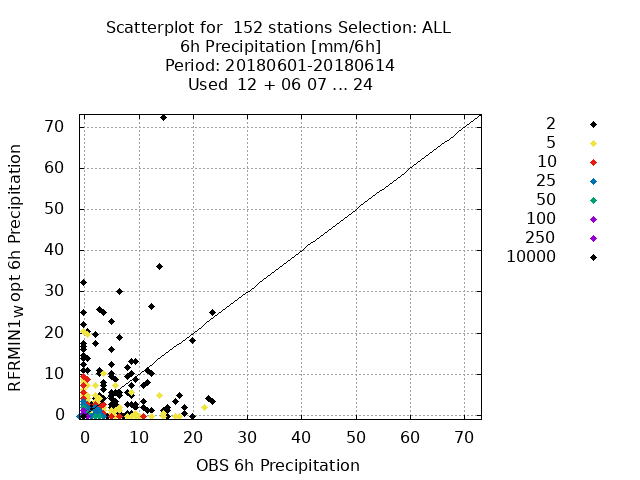 Scatterplot for  152 stations Selection: ALL
6h Precipitation [mm/6h]
Period: 20180601-20180614
Used  12 + 06 07 ... 24
70
60
50
40
30
20
10
0
RFRMIN1w opt 6h Precipitation
0 10 20 30 40 50 60 70
OBS 6h Precipitation
2
5
10
25
50
100
250
10000